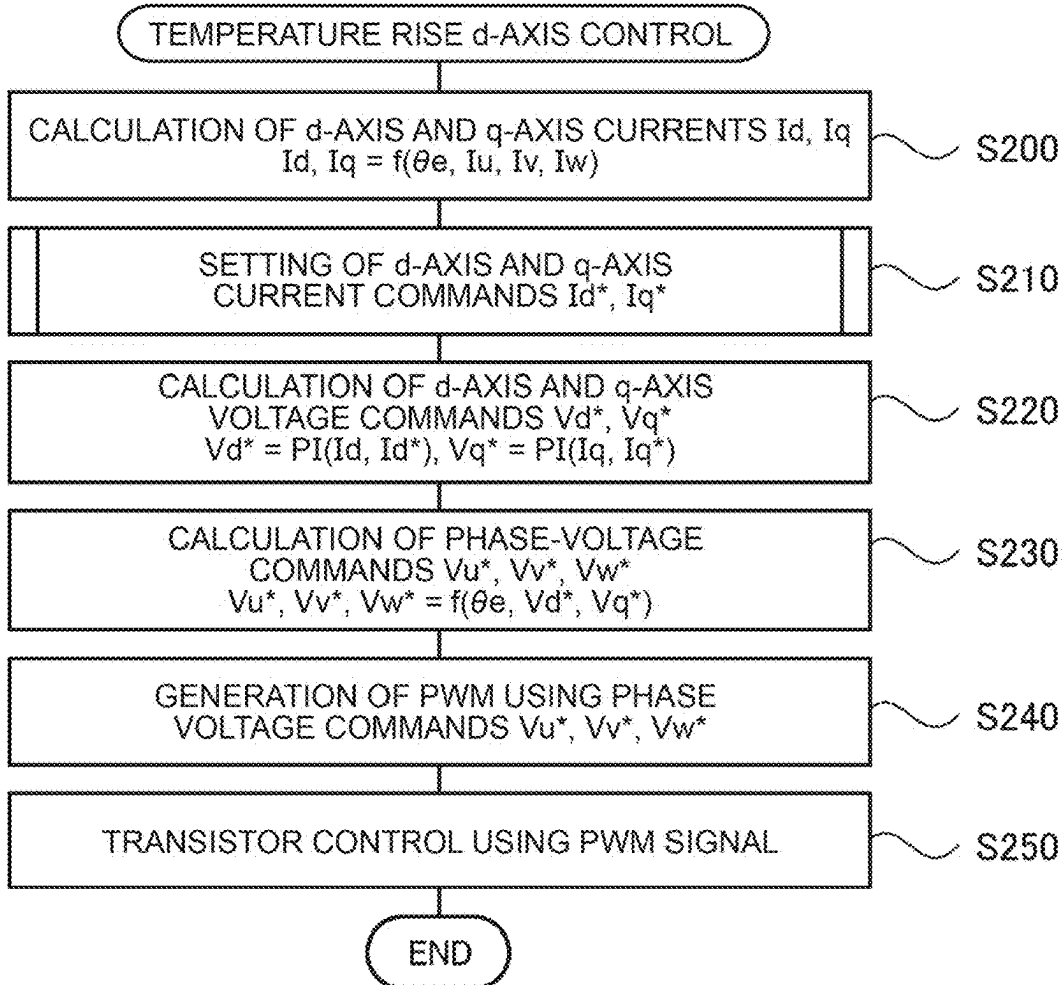 TEMPERATURE RISE d-AXIS CONTROL
CALCULATION OF d-AXIS AND q-AXIS CURRENTS Id, Iq
Id, Iq = f(θe, Iu, Iv, Iw)
S200
SETTING OF d-AXIS AND q-AXIS
CURRENT COMMANDS Id*, Iq*
S210
CALCULATION OF d-AXIS AND q-AXIS
VOLTAGE COMMANDS Vd*, Vq*
Vd* = PI(Id, Id*), Vq* = PI(Iq, Iq*)
S220
CALCULATION OF PHASE-VOLTAGE
COMMANDS Vu*, Vv*, Vw*
Vu*, Vv*, Vw* = f(θe, Vd*, Vq*)
S230
GENERATION OF PWM USING PHASE
VOLTAGE COMMANDS Vu*, Vv*, Vw*
S240
TRANSISTOR CONTROL USING PWM SIGNAL
S250
END